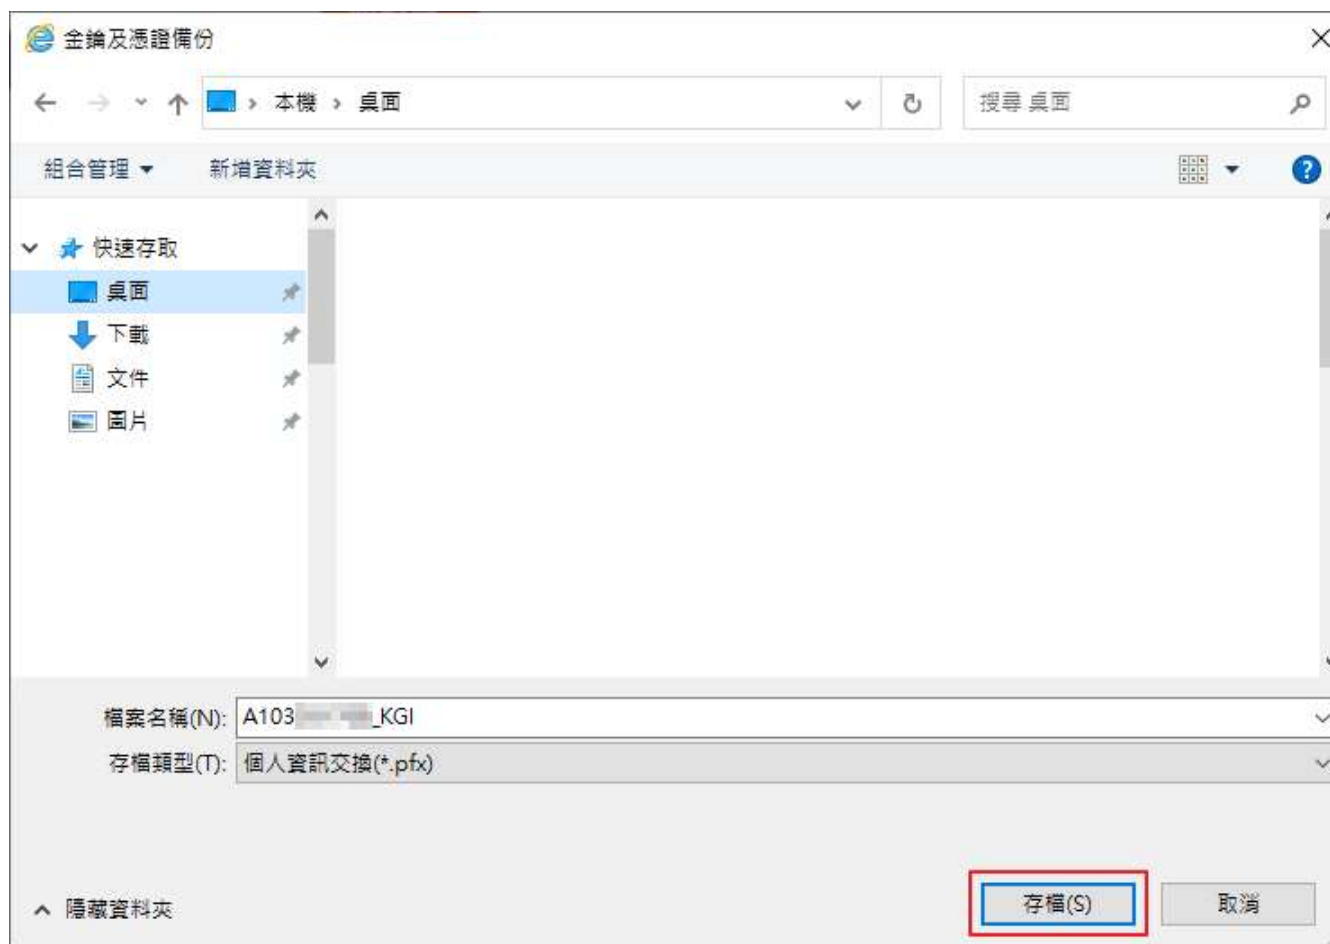 金鑰及憑證備份
本機 › 桌面
搜尋 桌面
組合管理
新增資料夾
快速存取
桌面
下載
文件
圖片
檔案名稱(N): A103 _KGI
存檔類型(T): 個人資訊交換(*.pfx)
隱藏資料夾
存檔(S)
取消